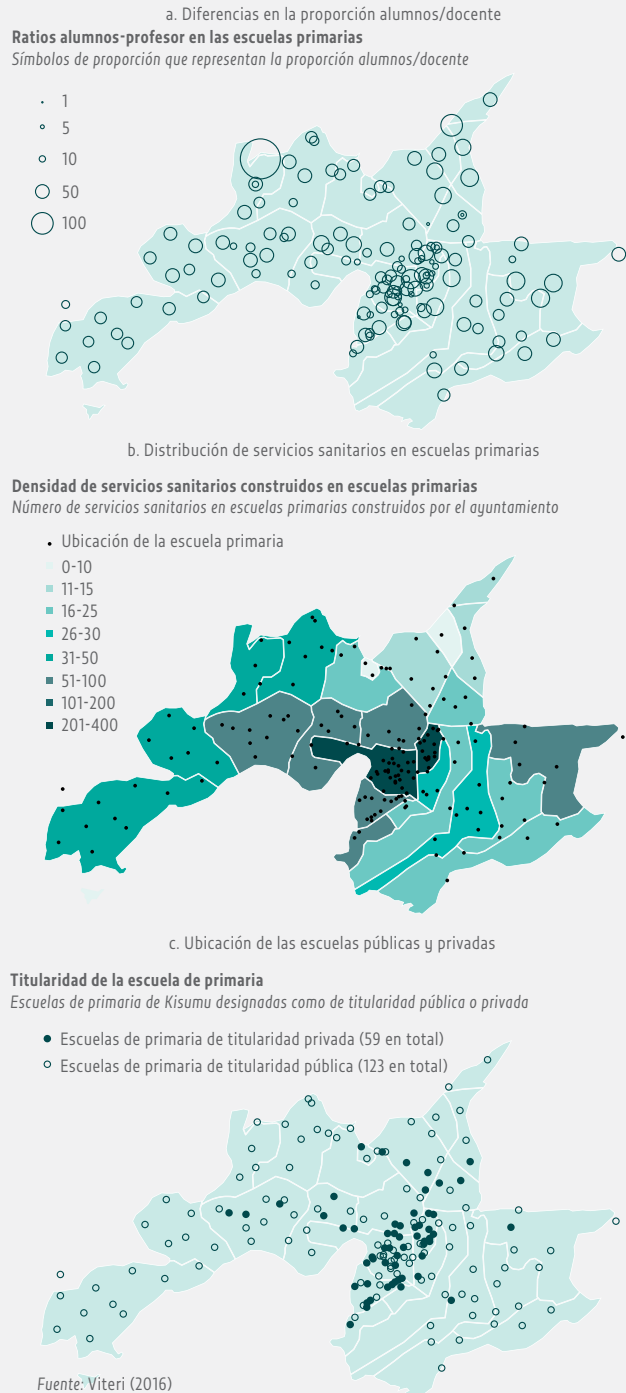 a. Diferencias en la proporción alumnos/docente
Ratios alumnos-profesor en las escuelas primarias
Símbolos de proporción que representan la proporción alumnos/docente
1
5
10
50
100
b. Distribución de servicios sanitarios en escuelas primarias
Densidad de servicios sanitarios construidos en escuelas primarias
Número de servicios sanitarios en escuelas primarias construidos por el ayuntamiento
Ubicación de la escuela primaria
0-10
11-15
16-25
26-30
31-50
51-100
101-200
201-400
c. Ubicación de las escuelas públicas y privadas
Titularidad de la escuela de primaria
Escuelas de primaria de Kisumu designadas como de titularidad pública o privada
Escuelas de primaria de titularidad privada (59 en total)
Escuelas de primaria de titularidad pública (123 en total)
Fuente: Viteri (2016)